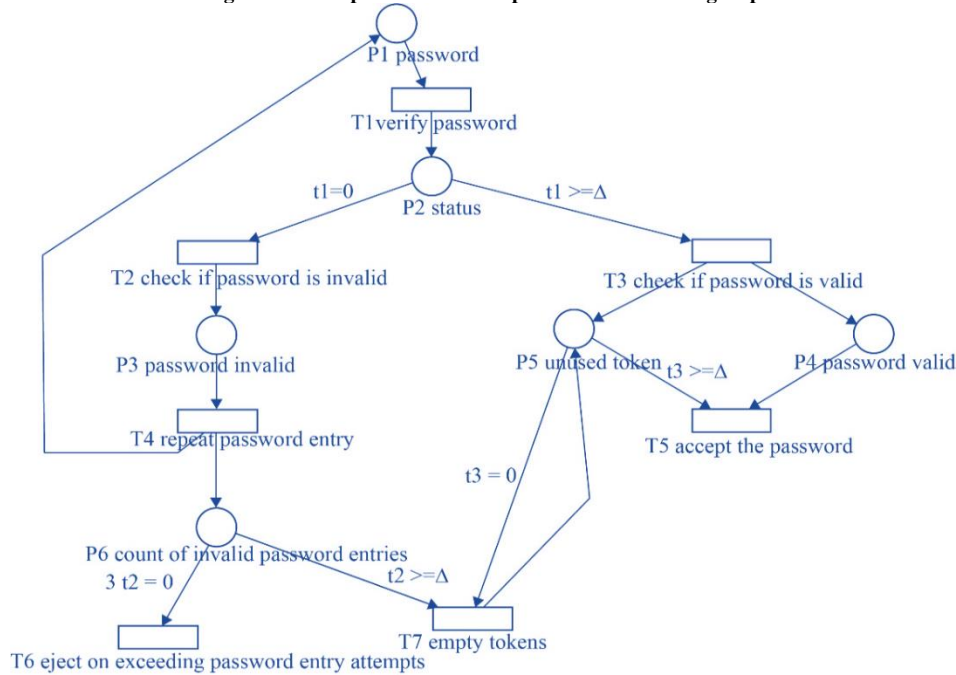 P1 password
T1verify password
t1=0
t1 >=Δ
P2 status
T2 check if password is invalid
T3 check if password is valid
P3 password invalid
P5 unused token
t3 >=Δ
P4 password valid
T4 repeat password entry
T5 accept the password
t3 = 0
P6 count of invalid password entries
3 t2 = 0
t2 >=Δ
T7 empty tokens
T6 eject on exceeding password entry attempts